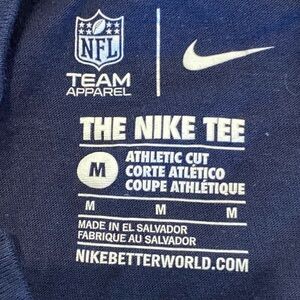 NFL
TEAM
APPAREL
THE NIKE TEE
M
ATHLETIC CUT
CORTE ATLÉTICO
COUPE ATHLÉTIQUE
M M M
MADE IN EL SALVADOR
FABRIQUE AU SALVADOR
NIKEBETTERWORLD.COM